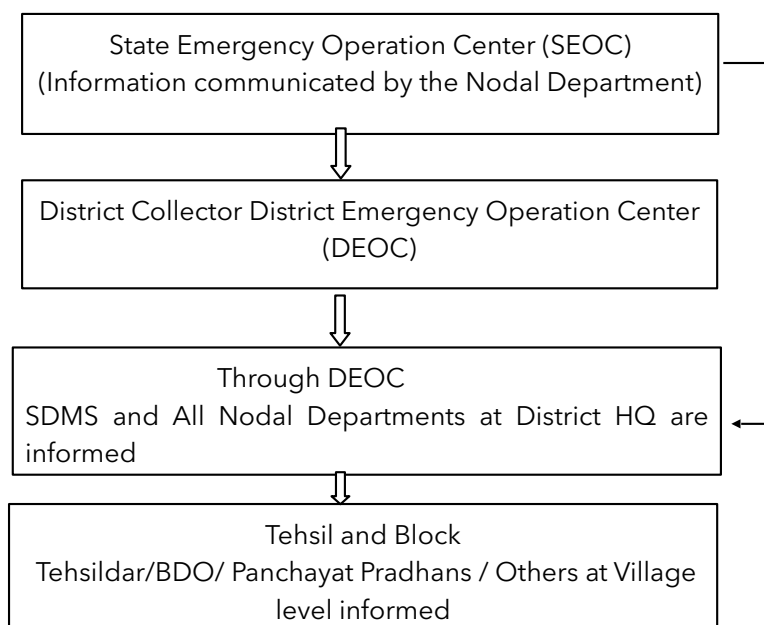 State Emergency Operation Center (SEOC)
(Information communicated by the Nodal Department)
District Collector District Emergency Operation Center
(DEOC)
Through DEOC
SDMS and All Nodal Departments at District HQ are
informed
Tehsil and Block
Tehsildar/BDO/ Panchayat Pradhans / Others at Village
level informed